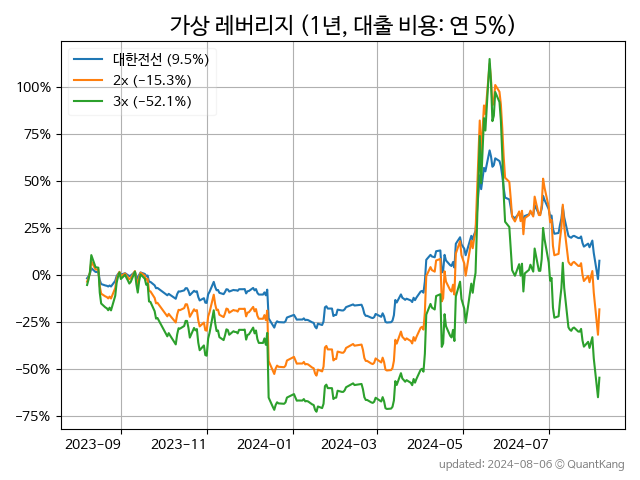 가상 레버리지 (1년, 대출 비용: 연 5%)
대한전선 (9.5%)
2x (−15.3%)
3x (−52.1%)
100%
75%
50%
25%
0%
−25%
−50%
−75%
2023-09 2023-11 2024-01 2024-03 2024-05 2024-07
updated: 2024-08-06 © QuantKang